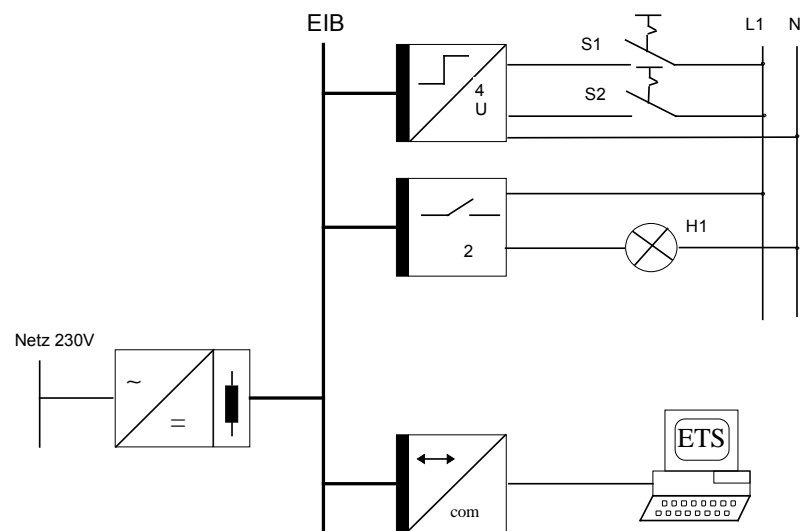 EIB
L1 N
S1
4
U
S2
H1
2
Netz 230V
~
=
ETS
com